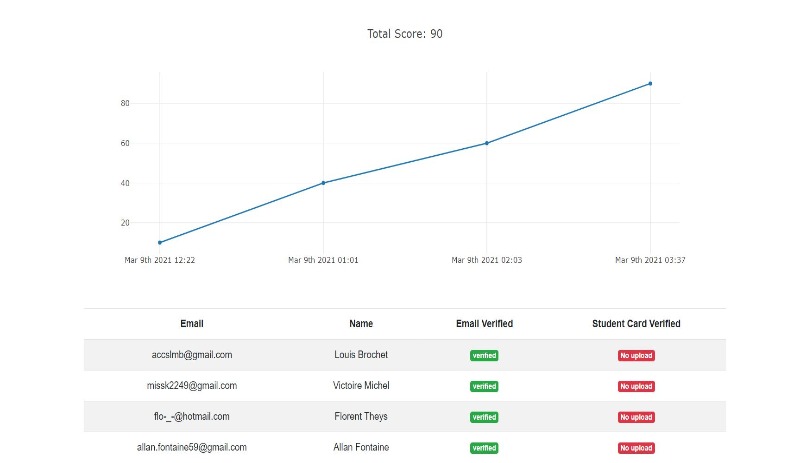 Total Score: 90
80
60
40
20
Mar 9th 2021 12:22 Mar 9th 2021 01:01 Mar 9th 2021 02:03 Mar 9th 2021 03:37
Email Name Email Verified Student Card Verified
accslmb@gmail.com Louis Brochet verified No upload
missk2249@gmail.com Victoire Michel verified No upload
flo-_-@hotmail.com Florent Theys verified No upload
allan.fontaine59@gmail.com Allan Fontaine verified No upload